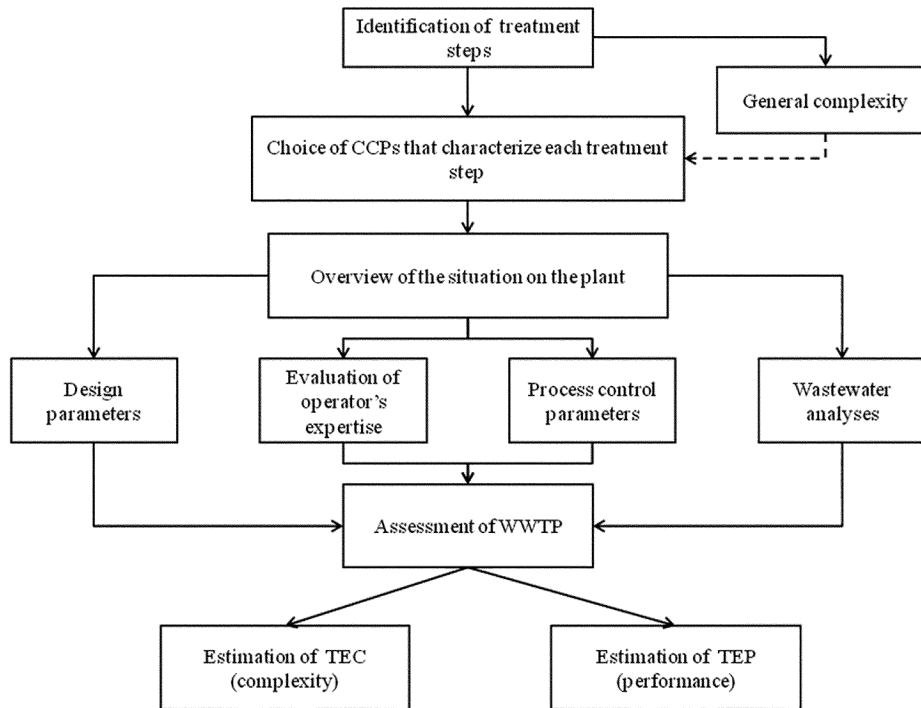 Identification of treatment
steps
General complexity
Choice of CCPs that characterize each treatment
step
Overview of the situation on the plant
Design
parameters
Evaluation of
operator's
expertise
Process control
parameters
Wastewater
analyses
Assessment of WWTP
Estimation of TEC
(complexity)
Estimation of TEP
(performance)